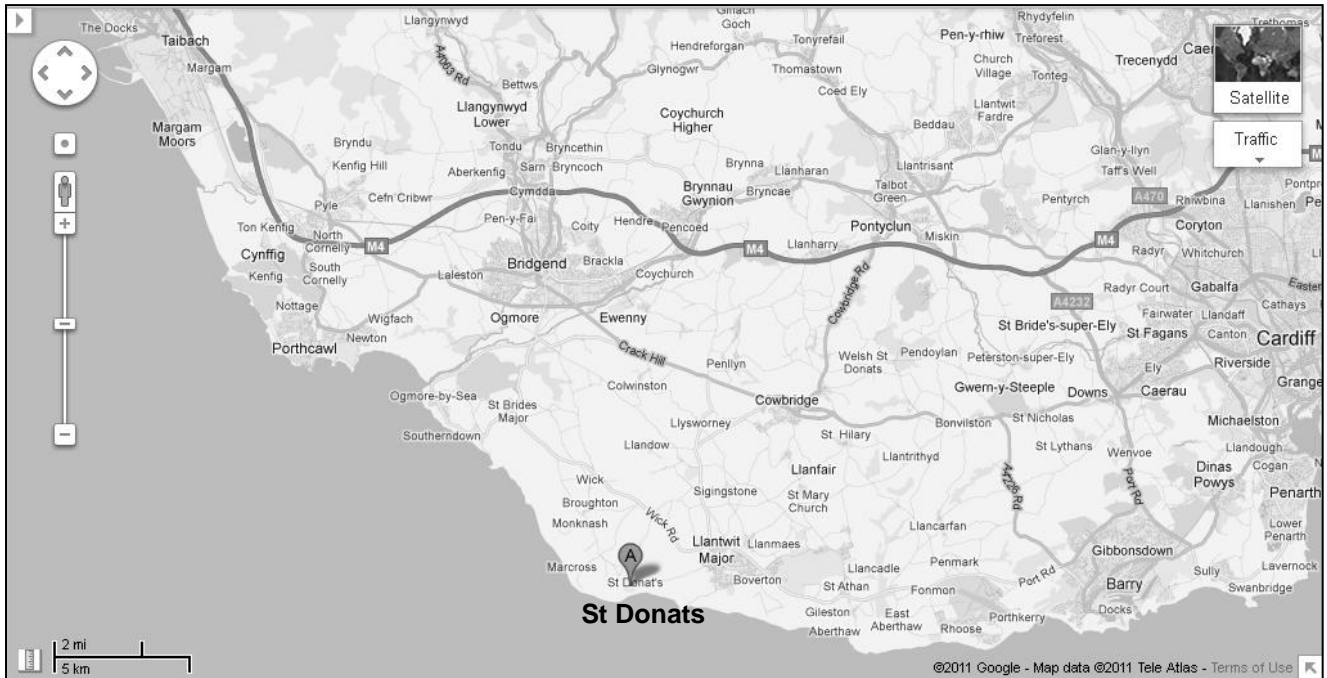 The Docks
Taibach
Margam
Margam
Moors
Llangynwyd
A4063 Rd
Bettws
Llangynwyd
Lower
Gilfach
Goch
Hendreforgan
Glynogwr
Tonyrefail
Thomastown
Coed Ely
Pen-y-rhiw
Rhydyfelin
Treforest
Church
Village
Tonteg
Llantwit
Fardre
Beddau
Trethomas
Trecenydd
Satellite
Traffic
Bryndu
Kenfig Hill
Tondu
Bryncethin
Aberkenfig
Sarn
Bryncoch
Coychurch
Higher
Brynna
Llanharan
Llantrisant
Glan-y-llyn
Taff's Well
Cefn Cribwr
Pyle
Cymdda
Brynnau
Gwynion
Bryncae
Talbot
Green
Pentyrch
A470
Rhiwbina
Llanishen
Ton Kenfig
North
Cornelly
Pen-y-Fai
Coity
Hendre
Pencoed
Pontyclun
Miskin
Coryton
M4
M4
M4
Llanharry
Radyr
Whitchurch
Cynffig
Kenfig
South
Cornelly
Laleston
Bridgend
Brackla
Coychurch
Cowbridge Rd
A4232
Radyr Court
Gabalfa
Nottage
Wigfach
Newton
Porthcawl
Ogmore
Ewenny
St Bride's-super-Ely
Fairwater
Llandaff
Cathays
St Fagans
Canton
Cardiff
Crack Hill
Penllyn
Welsh St
Donats
Pendoylan
Peterston-super-Ely
Ely
Riverside
Colwinston
Gwern-y-Steeple
Downs
Caerau
Ogmore-by-Sea
St Brides
Major
Cowbridge
Southerndown
Llysworney
St Hilary
Bonvilston
St Nicholas
Michaelston
Llandow
Llantrithyd
St Lythans
Wenvoe
Llandough
Cogan
Llanfair
A4226 Rd
Port Rd
Dinas
Powys
Penarth
Wick
Broughton
Sigingstone
St Mary
Church
Monknash
Wick Rd
Llancarfan
Lower
Penarth
Llantwit
Major
Llanmaes
Gibbonsdown
A
Marcross
St Donat's
Boverton
Llancadle
Penmark
Port Rd
Barry
Sully
Lavernock
Swanbridge
St Athan
Fonmon
St Donats
Gileston
Aberthaw
East
Aberthaw
Rhoose
Porthkerry
Docks
2 mi
5 km
©2011 Google - Map data ©2011 Tele Atlas - Terms of Use